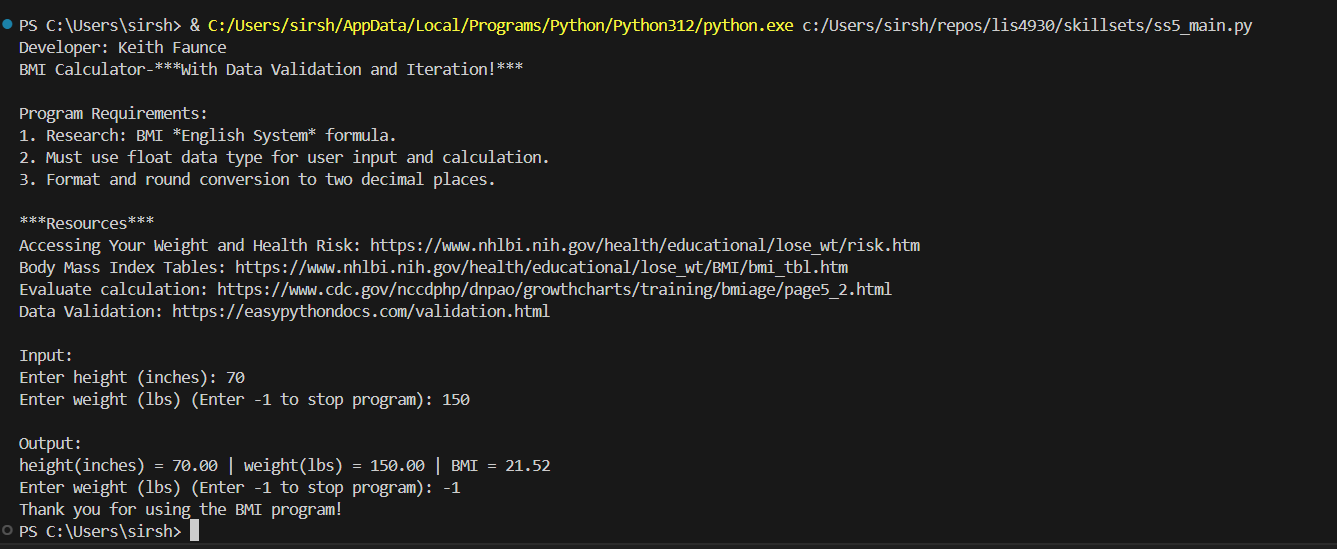 PS C:\Users\sirsh> & C:/Users/sirsh/AppData/Local/Programs/Python/Python312/python.exe c:/Users/sirsh/repos/lis4930/skillsets/ss5_main.py
Developer: Keith Faunce
BMI Calculator-***With Data Validation and Iteration!***

Program Requirements:
1. Research: BMI *English System* formula.
2. Must use float data type for user input and calculation.
3. Format and round conversion to two decimal places.

***Resources***
Accessing Your Weight and Health Risk: https://www.nhlbi.nih.gov/health/educational/lose_wt/risk.htm
Body Mass Index Tables: https://www.nhlbi.nih.gov/health/educational/lose_wt/BMI/bmi_tbl.htm
Evaluate calculation: https://www.cdc.gov/nccdphp/dnpao/growthcharts/training/bmiage/page5_2.html
Data Validation: https://easypythondocs.com/validation.html

Input:
Enter height (inches): 70
Enter weight (lbs) (Enter -1 to stop program): 150

Output:
height(inches) = 70.00 | weight(lbs) = 150.00 | BMI = 21.52
Enter weight (lbs) (Enter -1 to stop program): -1
Thank you for using the BMI program!
PS C:\Users\sirsh>